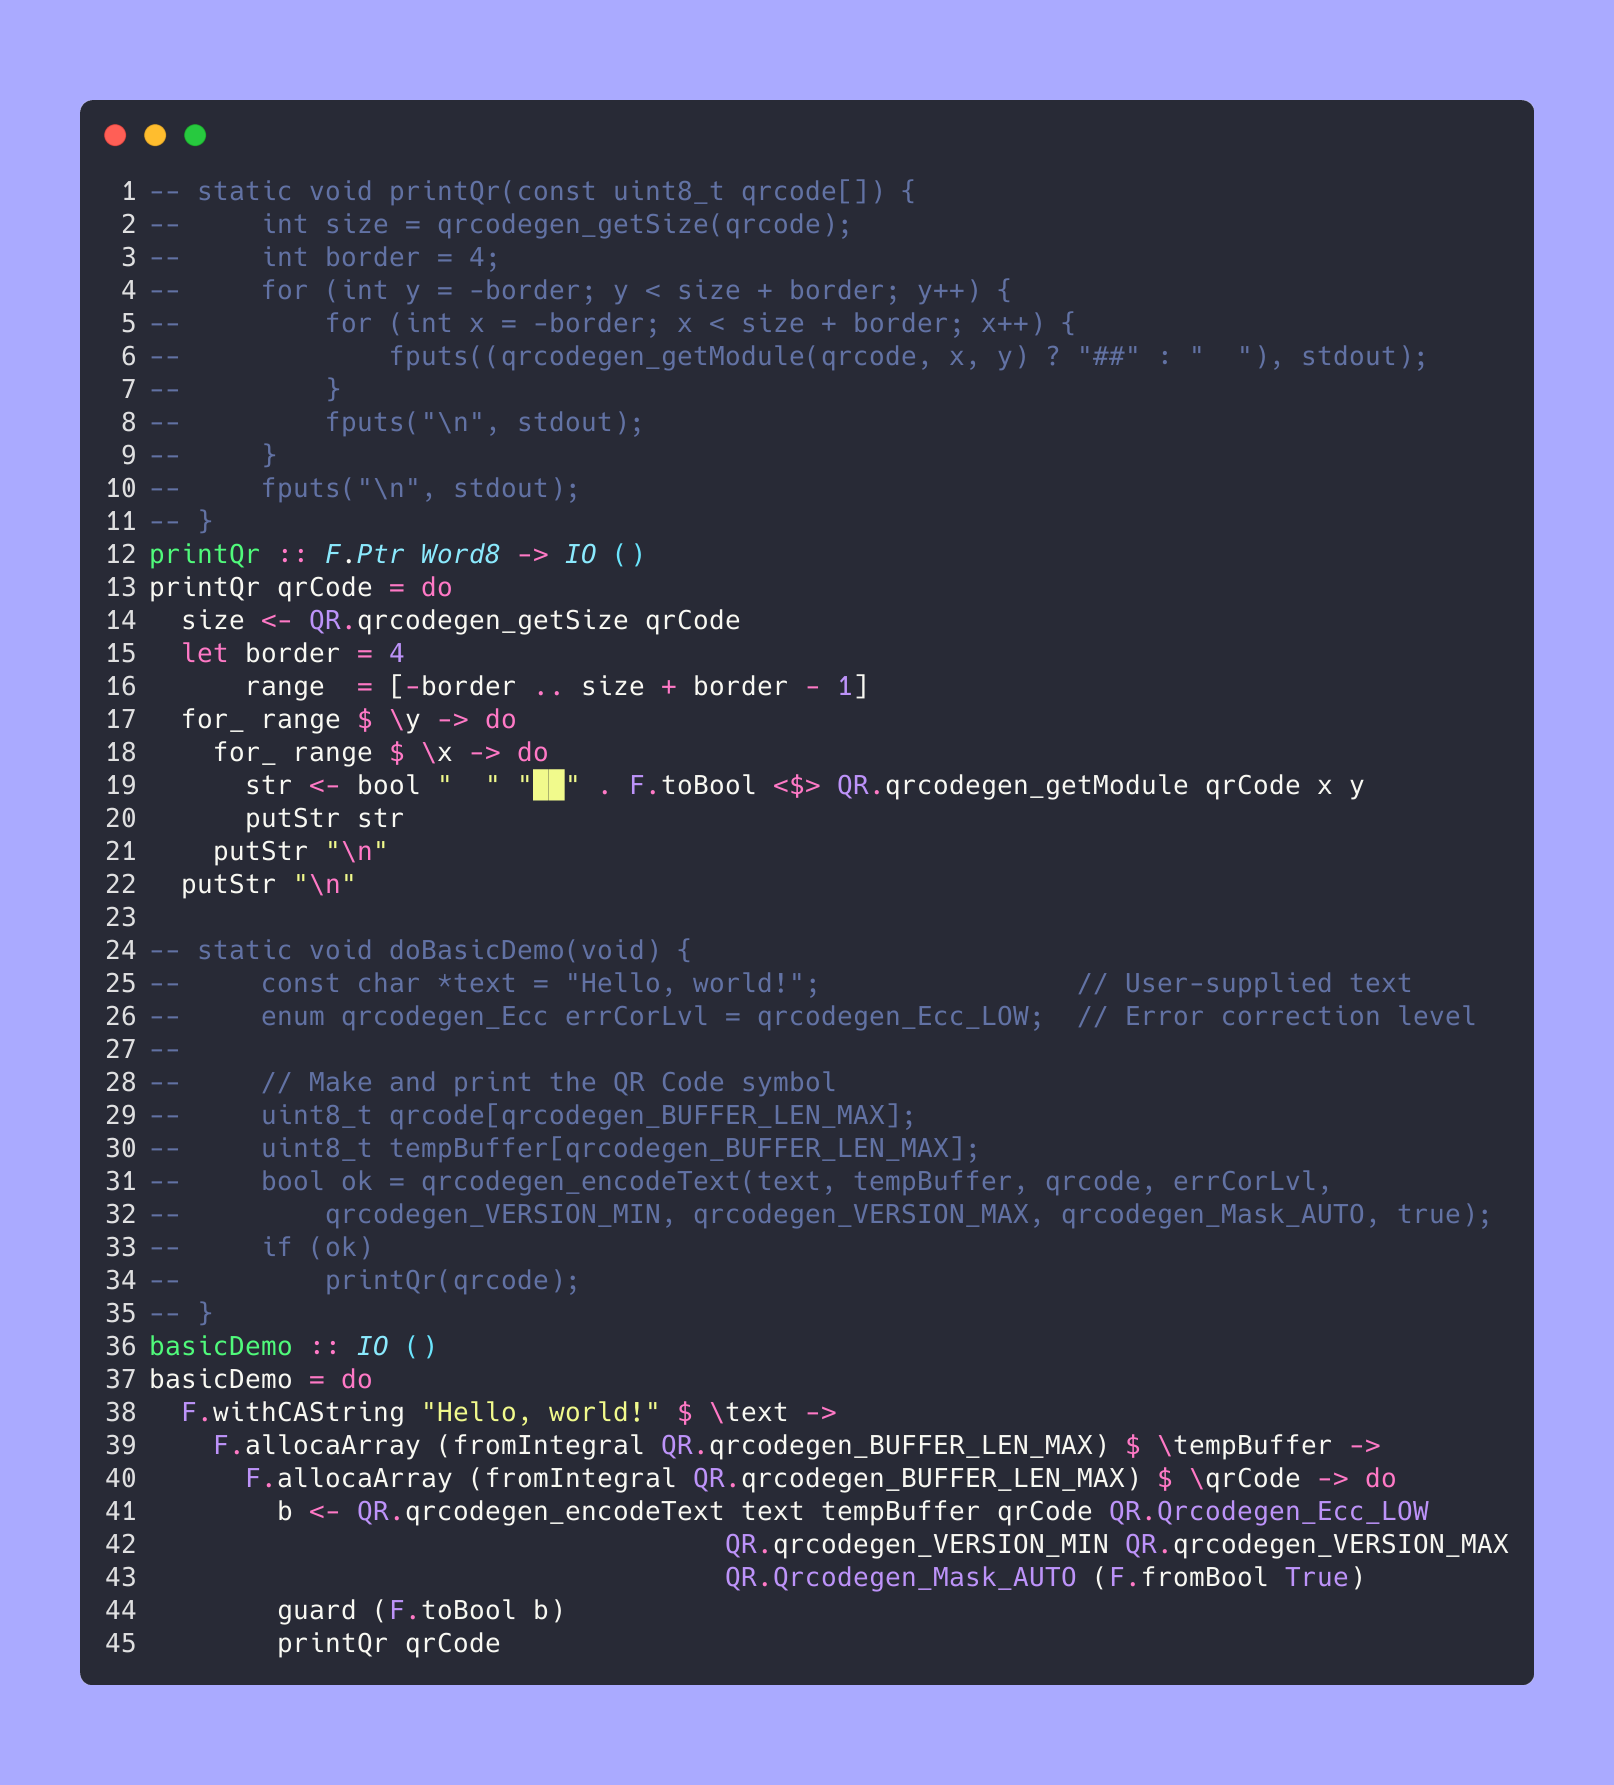 1 -- static void printQr(const uint8_t qrcode[]) {
2 --     int size = qrcodegen_getSize(qrcode);
3 --     int border = 4;
4 --     for (int y = -border; y < size + border; y++) {
5 --         for (int x = -border; x < size + border; x++) {
6 --             fputs((qrcodegen_getModule(qrcode, x, y) ? "##" : "  "), stdout);
7 --         }
8 --         fputs("\n", stdout);
9 --     }
10 --     fputs("\n", stdout);
11 -- }
12 printQr :: F.Ptr Word8 -> IO ()
13 printQr qrCode = do
14   size <- QR.qrcodegen_getSize qrCode
15   let border = 4
16       range  = [-border .. size + border - 1]
17   for_ range $ \y -> do
18     for_ range $ \x -> do
19       str <- bool "  " "██" . F.toBool <$> QR.qrcodegen_getModule qrCode x y
20       putStr str
21     putStr "\n"
22   putStr "\n"
23
24 -- static void doBasicDemo(void) {
25 --     const char *text = "Hello, world!";                // User-supplied text
26 --     enum qrcodegen_Ecc errCorLvl = qrcodegen_Ecc_LOW;  // Error correction level
27 --
28 --     // Make and print the QR Code symbol
29 --     uint8_t qrcode[qrcodegen_BUFFER_LEN_MAX];
30 --     uint8_t tempBuffer[qrcodegen_BUFFER_LEN_MAX];
31 --     bool ok = qrcodegen_encodeText(text, tempBuffer, qrcode, errCorLvl,
32 --         qrcodegen_VERSION_MIN, qrcodegen_VERSION_MAX, qrcodegen_Mask_AUTO, true);
33 --     if (ok)
34 --         printQr(qrcode);
35 -- }
36 basicDemo :: IO ()
37 basicDemo = do
38   F.withCAString "Hello, world!" $ \text ->
39     F.allocaArray (fromIntegral QR.qrcodegen_BUFFER_LEN_MAX) $ \tempBuffer ->
40       F.allocaArray (fromIntegral QR.qrcodegen_BUFFER_LEN_MAX) $ \qrCode -> do
41         b <- QR.qrcodegen_encodeText text tempBuffer qrCode QR.Qrcodegen_Ecc_LOW
42                                     QR.qrcodegen_VERSION_MIN QR.qrcodegen_VERSION_MAX
43                                     QR.Qrcodegen_Mask_AUTO (F.fromBool True)
44         guard (F.toBool b)
45         printQr qrCode